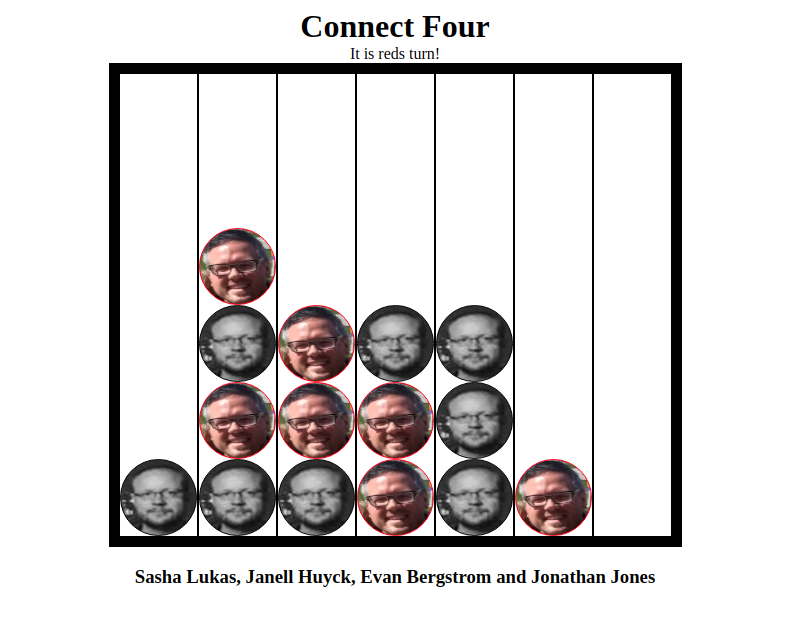 Connect Four
It is reds turn!
Sasha Lukas, Janell Huyck, Evan Bergstrom and Jonathan Jones